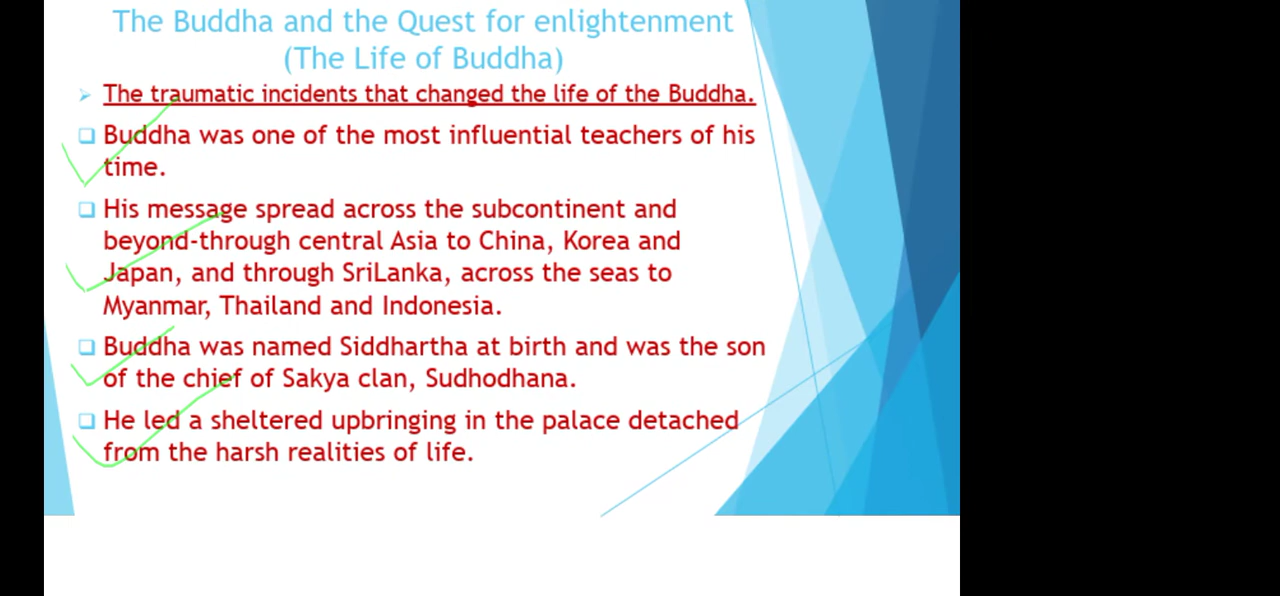 The Buddha and the Quest for enlightenment
(The Life of Buddha)
The traumatic incidents that changed the life of the Buddha.
Buddha was one of the most influential teachers of his
time.
His message spread across the subcontinent and
beyond-through central Asia to China, Korea and
Japan, and through SriLanka, across the seas to
Myanmar, Thailand and Indonesia.
Buddha was named Siddhartha at birth and was the son
of the chief of Sakya clan, Sudhodhana.
He led a sheltered upbringing in the palace detached
from the harsh realities of life.